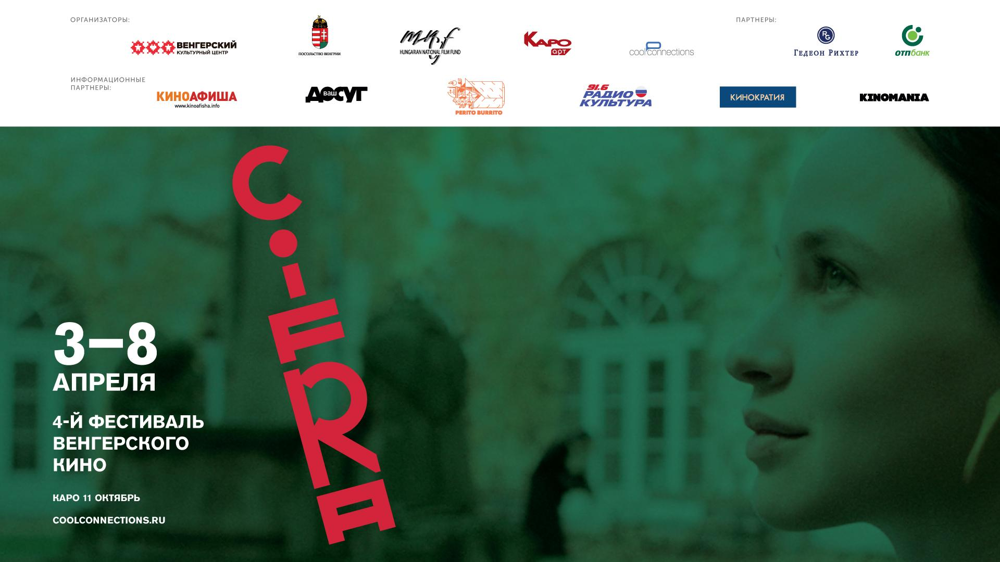 ОРГАНИЗАТОРЫ:
ВЕНГЕРСКИЙ
КУЛЬТУРНЫЙ ЦЕНТР
ПОСОЛЬСТВО ВЕНГРИИ
HUNGARIAN NATIONAL FILM FUND
КАРО
арт
coolconnections
ПАРТНЕРЫ:
RG
ГЕДЕОН РИХТЕР
отпбанк
ИНФОРМАЦИОННЫЕ
ПАРТНЕРЫ:
КИНОАФИША
www.kinoafisha.info
ваш
ДОСУГ
PERITO BURRITO
91.6
РАДИО
КУЛЬТУРА
КИНОКРАТИЯ
KINOMANIA
CiFRA
3–8
АПРЕЛЯ
4-Й ФЕСТИВАЛЬ
ВЕНГЕРСКОГО
КИНО
КАРО 11 ОКТЯБРЬ
COOLCONNECTIONS.RU